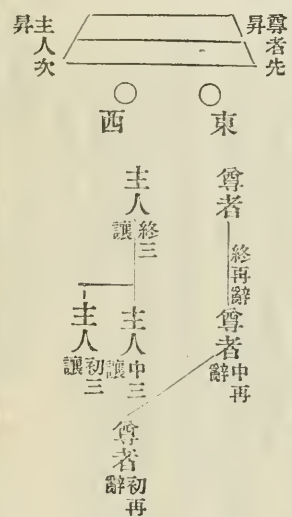 尊者先昇
主人次昇
東
西
尊者
終再辭
尊者中再辭
主人終三讓
主人中三讓
主人初三讓
尊者初再辭